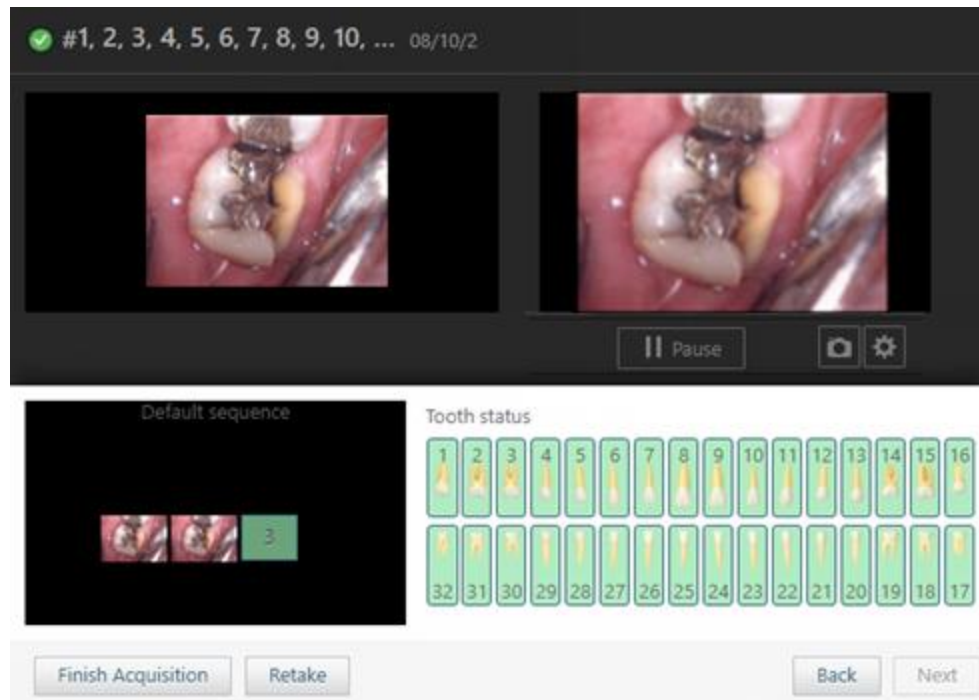 #1, 2, 3, 4, 5, 6, 7, 8, 9, 10, ... 08/10/2
Pause
Default sequence
3
Tooth status
1 2 3 4 5 6 7 8 9 10 11 12 13 14 15 16
32 31 30 29 28 27 26 25 24 23 22 21 20 19 18 17
Finish Acquisition Retake Back Next